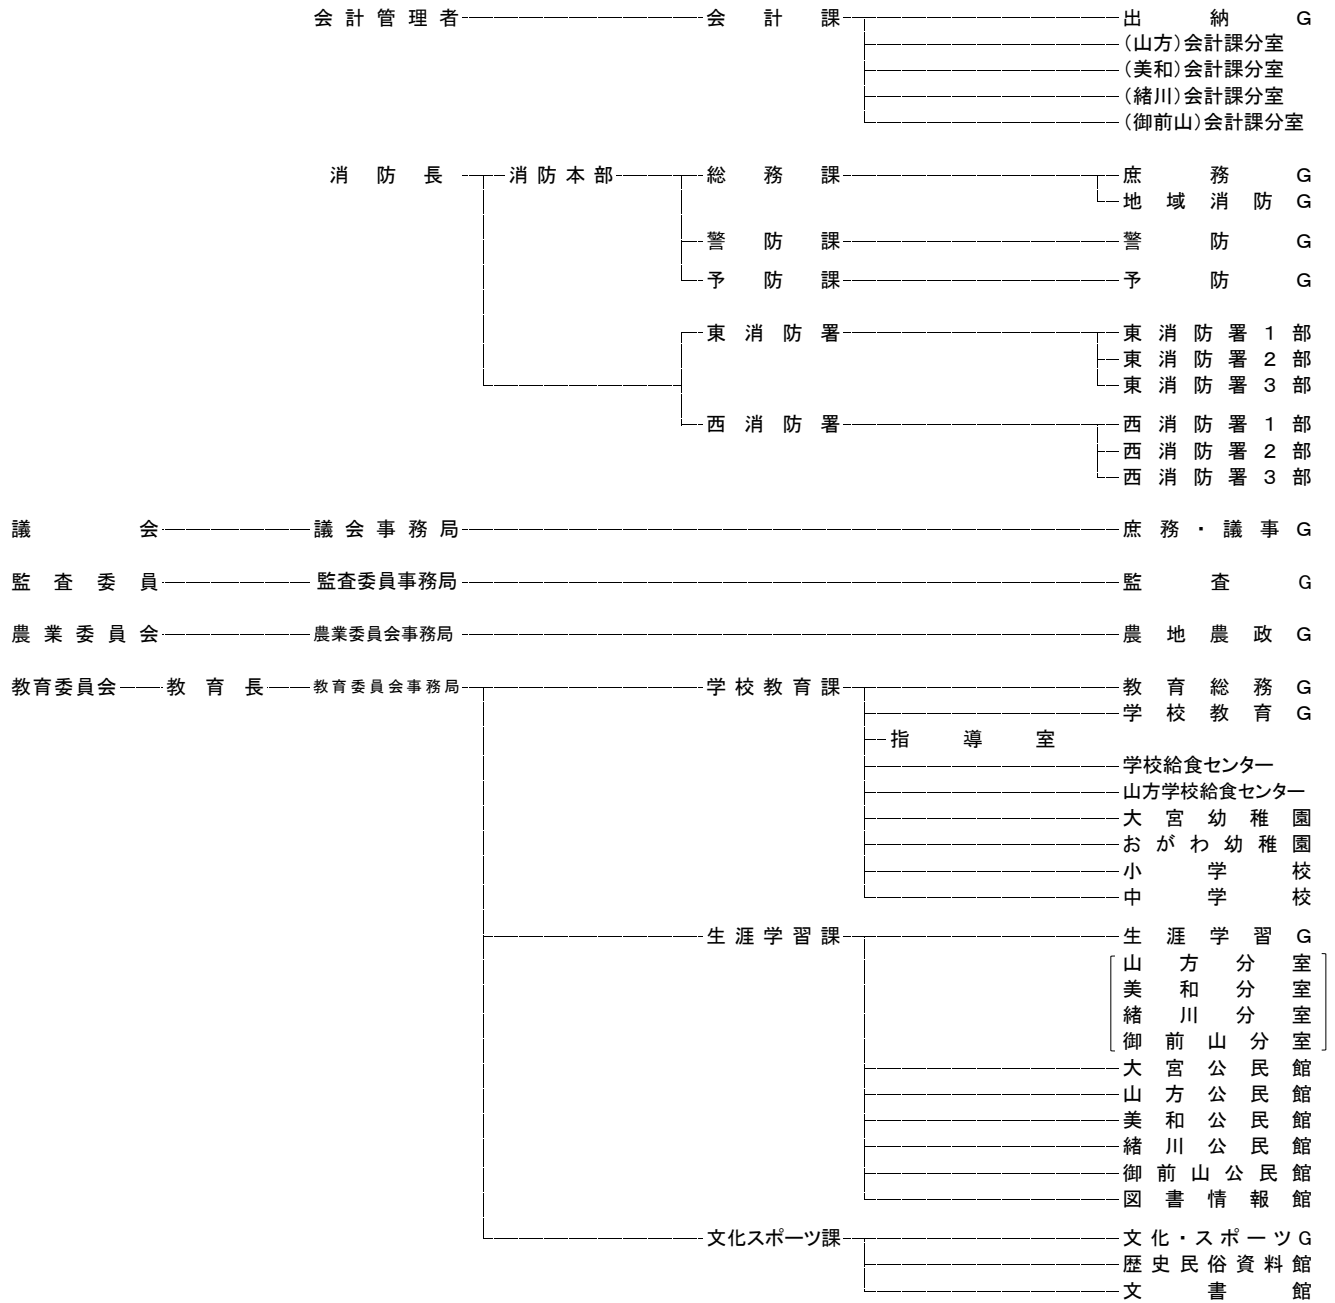 会計管理者 会計課 出納G
(山方)会計課分室
(美和)会計課分室
(緒川)会計課分室
(御前山)会計課分室
消防長 消防本部 総務課 庶務G
地域消防G
警防課 警防G
予防課 予防G
東消防署 東消防署1部
東消防署2部
東消防署3部
西消防署 西消防署1部
西消防署2部
西消防署3部
議会 議会事務局 庶務・議事G
監査委員 監査委員事務局 監査G
農業委員会 農業委員会事務局 農地農政G
教育委員会 教育長 教育委員会事務局 学校教育課 教育総務G
学校教育G
指導室
学校給食センター
山方学校給食センター
大宮幼稚園
おがわ幼稚園
小学校
中学校
生涯学習課 生涯学習G
山方分室
美和分室
緒川分室
御前山分室
大宮公民館
山方公民館
美和公民館
緒川公民館
御前山公民館
図書情報館
文化スポーツ課 文化・スポーツG
歴史民俗資料館
文書館